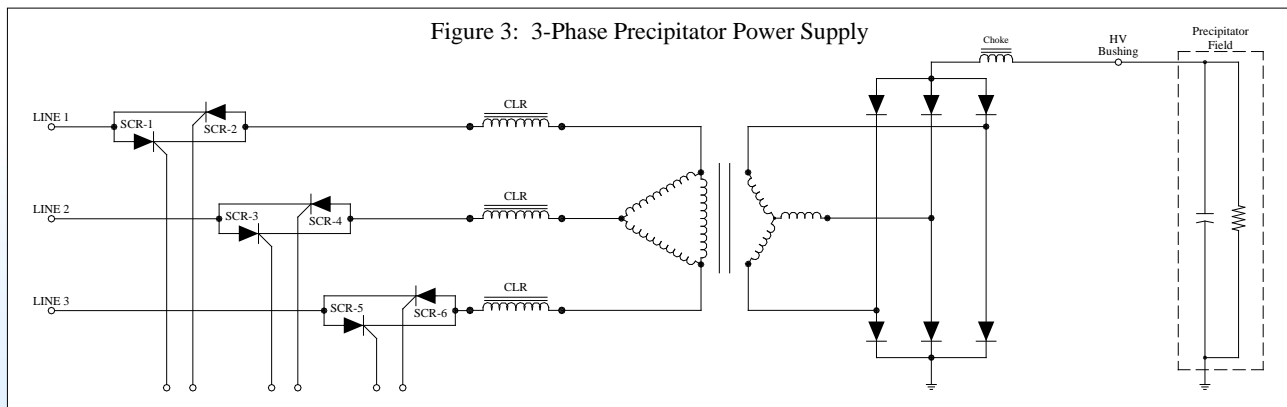 Figure 3: 3-Phase Precipitator Power Supply
Choke
HV
Bushing
Precipitator
Field
LINE 1
SCR-1
SCR-2
CLR
LINE 2
SCR-3
SCR-4
CLR
LINE 3
SCR-5
SCR-6
CLR